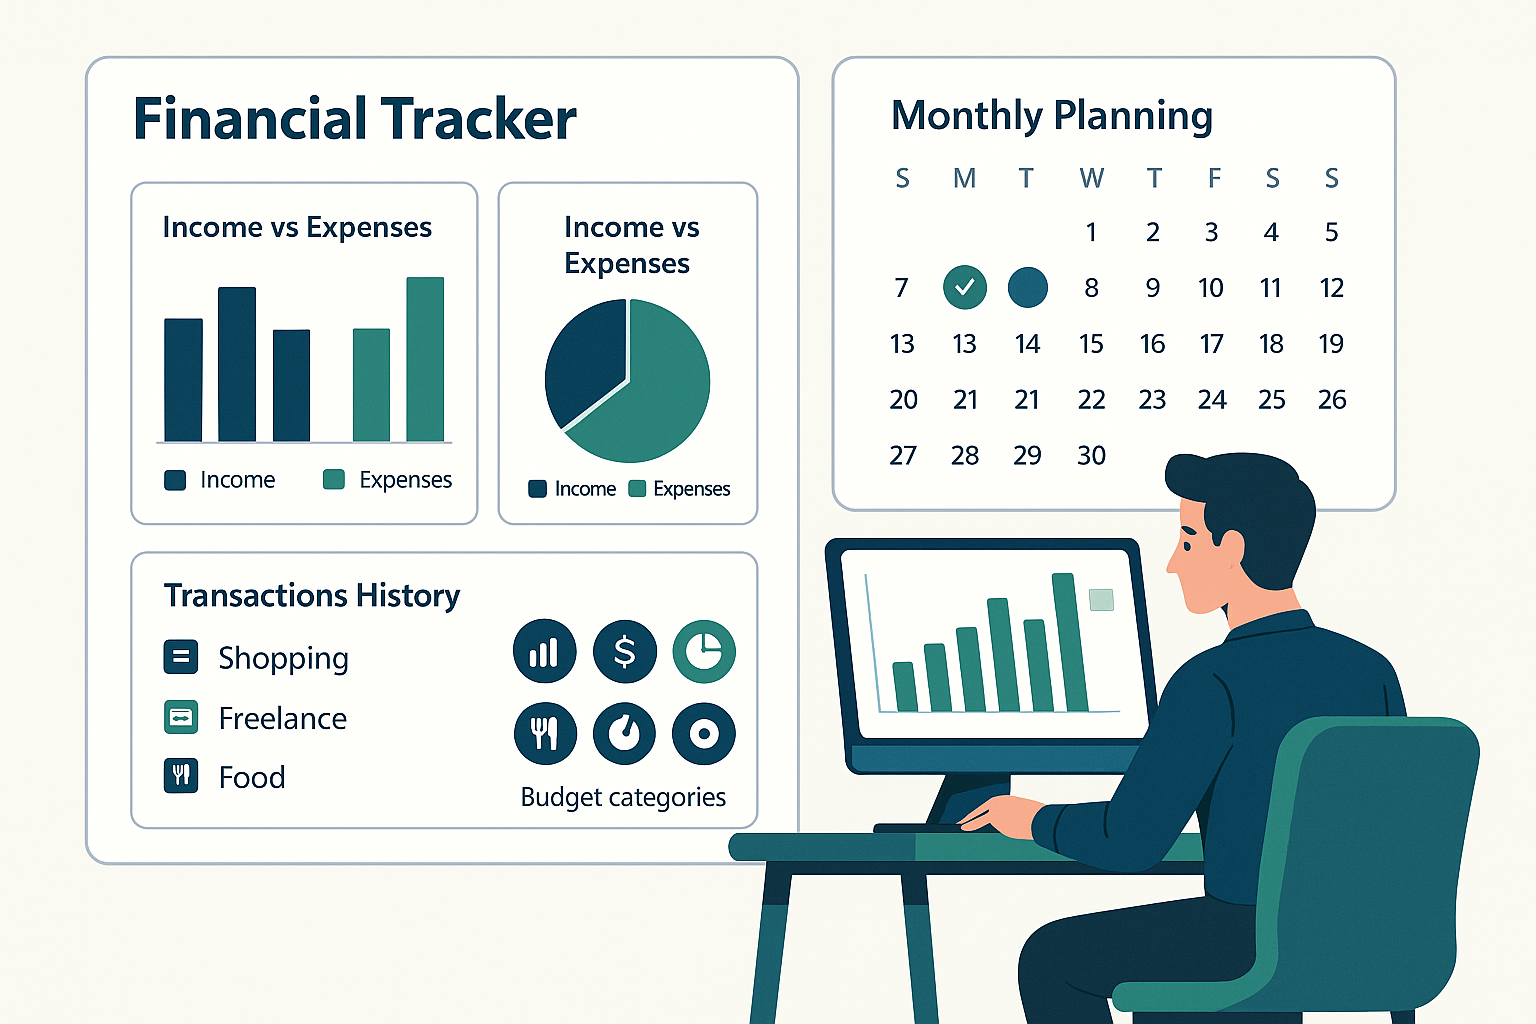 Financial Tracker
Income vs Expenses
Income Expenses
Income vs
Expenses
Income Expenses
Transactions History
Shopping
Freelance
Food
$
Budget categories
Monthly Planning
S M T W T F S S
1 2 3 4 5
7 8 9 10 11 12
13 13 14 15 16 17 18 19
20 21 21 22 23 24 25 26
27 28 29 30